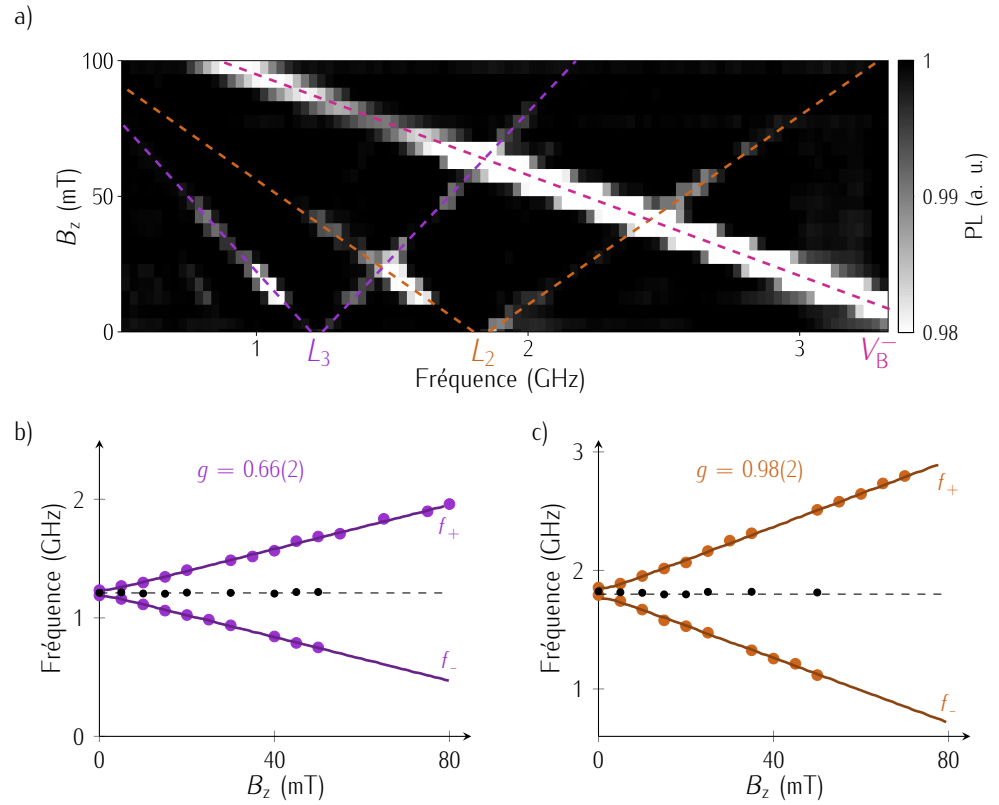 a)
100
50
0
B_z (mT)
1
2
3
L_3
L_2
V_B^−
Fréquence (GHz)
1
0.99
0.98
PL (a. u.)
b)
g = 0.66(2)
f_+
f_-
2
1
0
Fréquence (GHz)
0
40
80
B_z (mT)
c)
g = 0.98(2)
f_+
f_-
3
2
1
Fréquence (GHz)
0
40
80
B_z (mT)